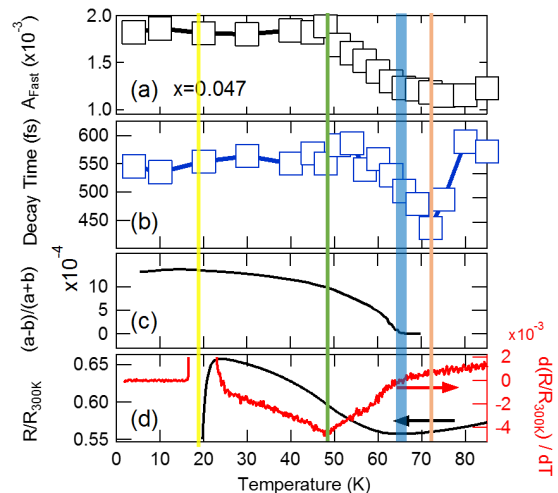 2.0
1.5
1.0
A_Fast (x10^-3)
(a) x=0.047
600
550
500
450
Decay Time (fs)
(b)
x10^-4
10
5
0
(a-b)/(a+b)
(c)
x10^-3
0.65
0.60
0.55
R/R_300K
(d)
2
0
-2
-4
d(R/R_300K) / dT
0 10 20 30 40 50 60 70 80
Temperature (K)